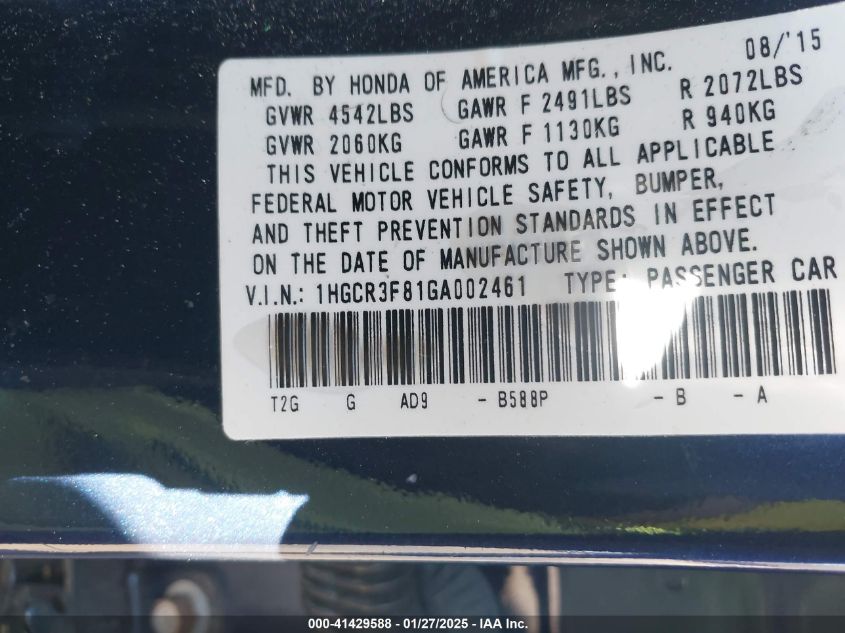 08/'15
MFD. BY HONDA OF AMERICA MFG., INC.
GVWR 4542LBS GAWR F 2491LBS R 2072LBS
GVWR 2060KG GAWR F 1130KG R 940KG
THIS VEHICLE CONFORMS TO ALL APPLICABLE
FEDERAL MOTOR VEHICLE SAFETY, BUMPER,
AND THEFT PREVENTION STANDARDS IN EFFECT
ON THE DATE OF MANUFACTURE SHOWN ABOVE.
V.I.N.: 1HGCR3F81GA002461 TYPE: PASSENGER CAR
T2G G AD9 - B588P - B - A
000-41429588 - 01/27/2025 - IAA Inc.